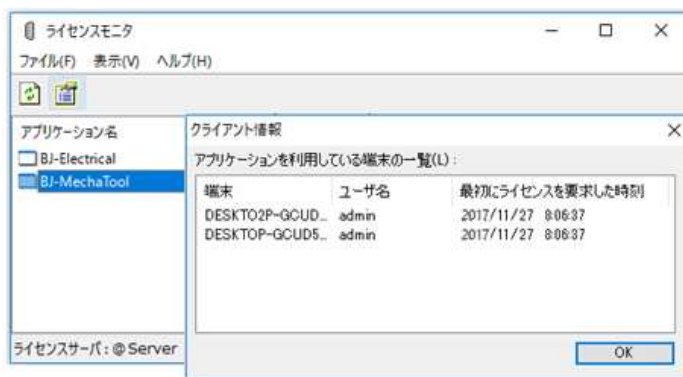 ライセンスモニタ
ファイル(F) 表示(V) ヘルプ(H)
アプリケーション名
BJ-Electrical
BJ-MechaTool
ライセンスサーバ：@Server
クライアント情報
アプリケーションを利用している端末の一覧(L)：
端末 ユーザ名 最初にライセンスを要求した時刻
DESKTO2P-GCUD... admin 2017/11/27 8:06:37
DESKTOP-GCUD5... admin 2017/11/27 8:06:37
OK